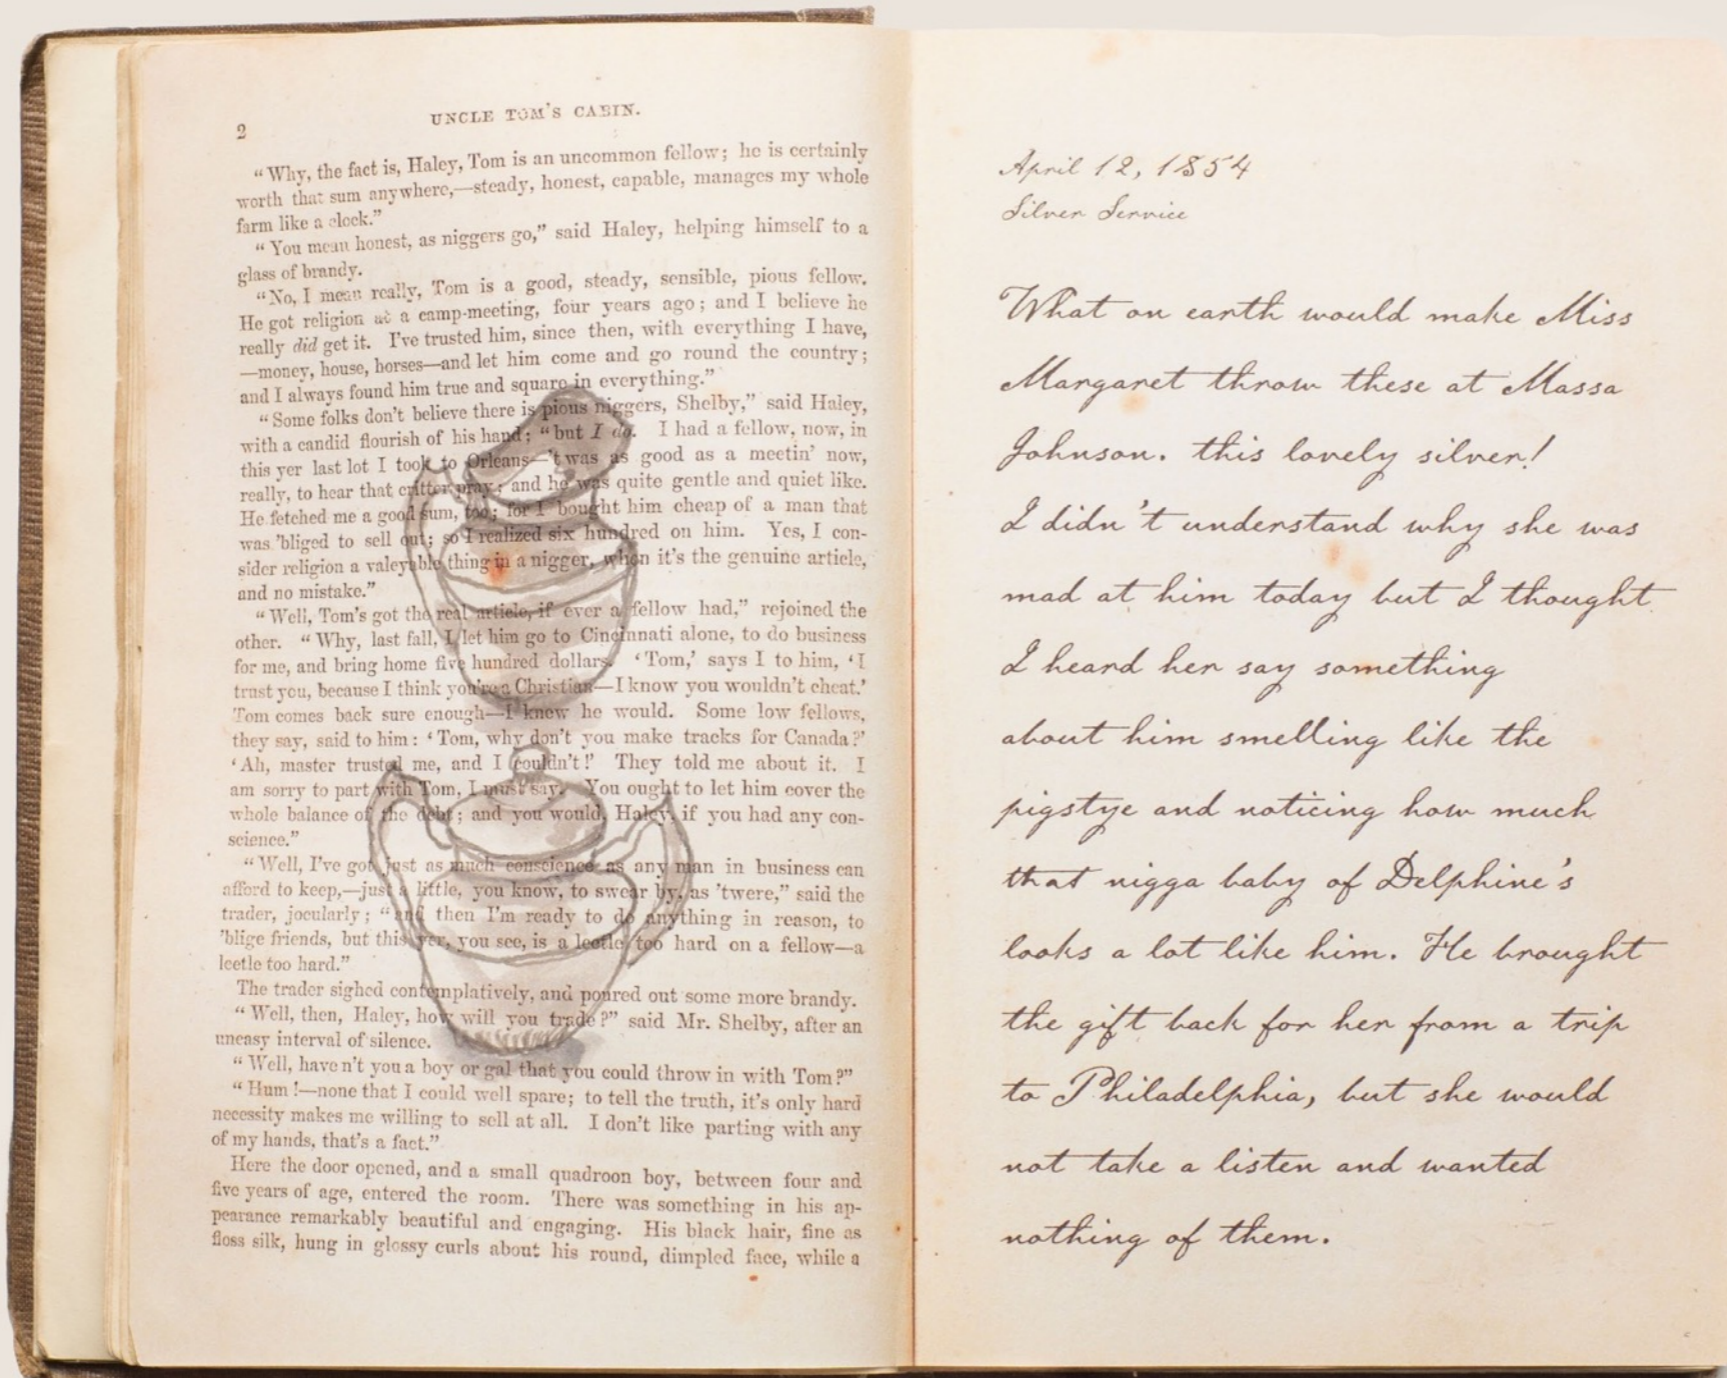 2
UNCLE TOM'S CABIN.
“Why, the fact is, Haley, Tom is an uncommon fellow; he is certainly
worth that sum anywhere,—steady, honest, capable, manages my whole
farm like a clock.”
“You mean honest, as niggers go,” said Haley, helping himself to a
glass of brandy.
“No, I mean really, Tom is a good, steady, sensible, pious fellow.
He got religion at a camp-meeting, four years ago; and I believe he
really did get it. I've trusted him, since then, with everything I have,
—money, house, horses—and let him come and go round the country;
and I always found him true and square in everything.”
“Some folks don't believe there is pious niggers, Shelby,” said Haley,
with a candid flourish of his hand; “but I do. I had a fellow, now, in
this yer last lot I took to Orleans—'twas as good as a meetin' now,
really, to hear that critter pray; and he was quite gentle and quiet like.
He fetched me a good sum, too; for I bought him cheap of a man that
was 'bliged to sell out; so I realized six hundred on him. Yes, I con-
sider religion a valeyable thing in a nigger, when it's the genuine article,
and no mistake.”
“Well, Tom's got the real article, if ever a fellow had,” rejoined the
other. “Why, last fall, I let him go to Cincinnati alone, to do business
for me, and bring home five hundred dollars. ‘Tom,’ says I to him, ‘I
trust you, because I think you're a Christian—I know you wouldn't cheat.’
Tom comes back sure enough—I knew he would. Some low fellows,
they say, said to him: ‘Tom, why don't you make tracks for Canada?’
‘Ah, master trusted me, and I couldn't!’ They told me about it. I
am sorry to part with Tom, I must say. You ought to let him cover the
whole balance of the debt; and you would, Haley, if you had any con-
science.”
“Well, I've got just as much conscience as any man in business can
afford to keep,—just a little, you know, to swear by, as 'twere,” said the
trader, jocularly; “and then I'm ready to do anything in reason, to
'blige friends, but this yer, you see, is a leetle too hard on a fellow—a
leetle too hard.”
The trader sighed contemplatively, and poured out some more brandy.
“Well, then, Haley, how will you trade?” said Mr. Shelby, after an
uneasy interval of silence.
“Well, haven't you a boy or gal that you could throw in with Tom?”
“Hum!—none that I could well spare; to tell the truth, it's only hard
necessity makes me willing to sell at all. I don't like parting with any
of my hands, that's a fact.”
Here the door opened, and a small quadroon boy, between four and
five years of age, entered the room. There was something in his ap-
pearance remarkably beautiful and engaging. His black hair, fine as
floss silk, hung in glossy curls about his round, dimpled face, while a
April 12, 1854
Silver Service
What on earth would make Miss
Margaret throw these at Massa
Johnson. this lovely silver!
I didn't understand why she was
mad at him today but I thought
I heard her say something
about him smelling like the
pigstye and noticing how much
that nigga baby of Delphine's
looks a lot like him. He brought
the gift back for her from a trip
to Philadelphia, but she would
not take a listen and wanted
nothing of them.